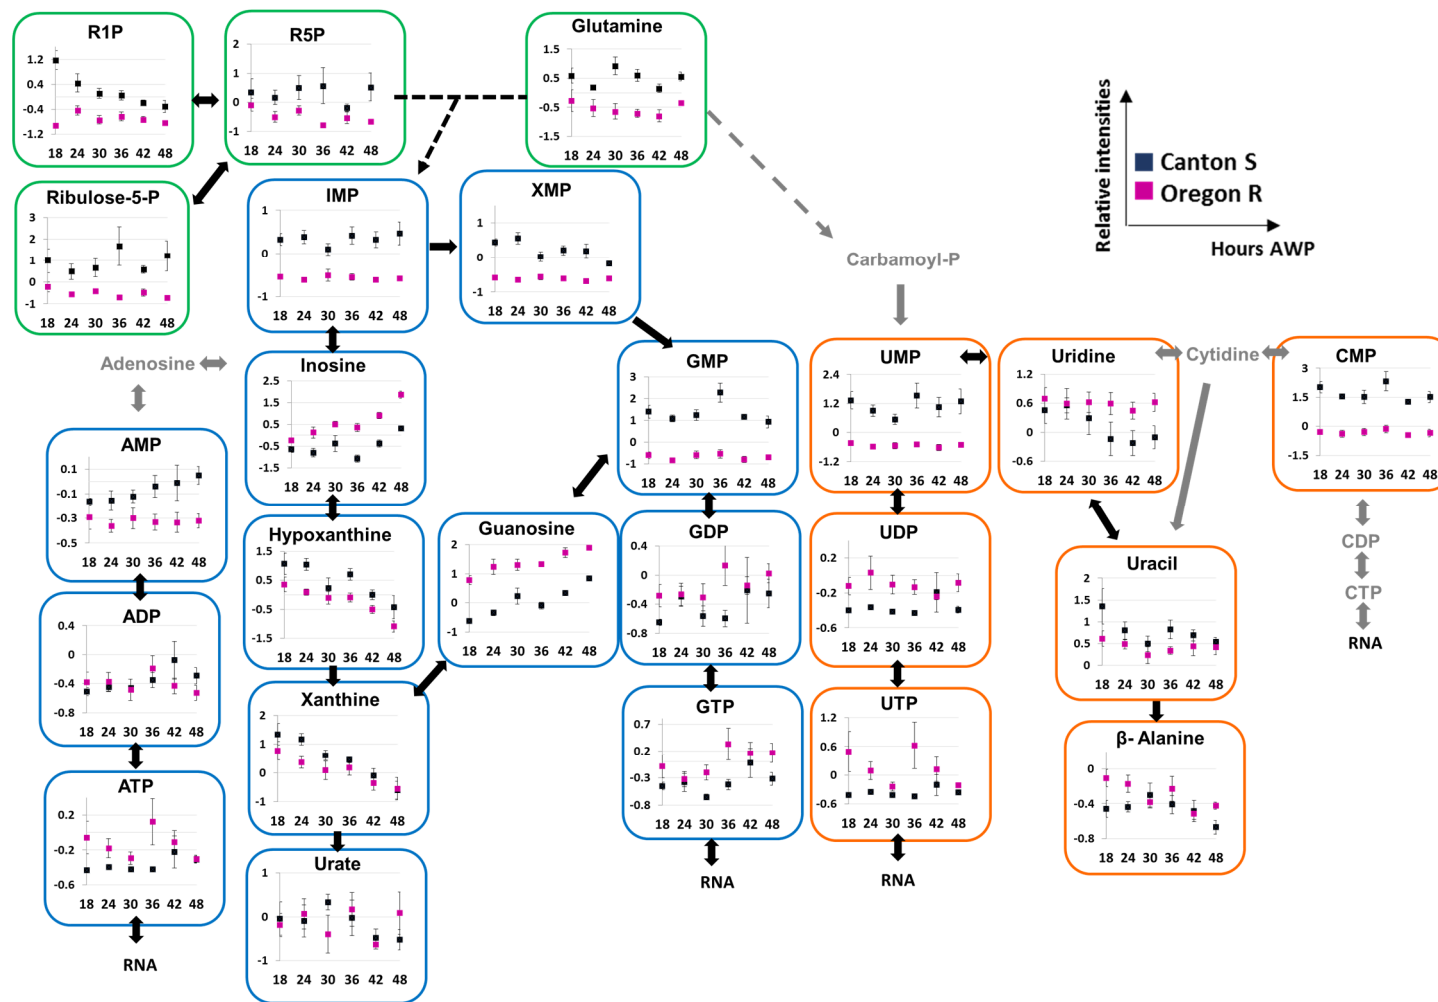 R1P
1.2
0.4
-0.4
-1.2
18 24 30 36 42 48
R5P
2
1
0
-1
18 24 30 36 42 48
Glutamine
1.5
0.5
-0.5
-1.5
18 24 30 36 42 48
Relative intensities
Canton S
Oregon R
Hours AWP
Ribulose-5-P
3
2
1
0
-1
18 24 30 36 42 48
IMP
1
0
-1
18 24 30 36 42 48
XMP
1
0
-1
18 24 30 36 42 48
Carbamoyl-P
Adenosine
Inosine
2.5
1.5
0.5
-0.5
-1.5
18 24 30 36 42 48
GMP
4
3
2
1
0
-1
18 24 30 36 42 48
UMP
2.4
1.2
0
-1.2
18 24 30 36 42 48
Uridine
1.2
0.6
0
-0.6
18 24 30 36 42 48
Cytidine
CMP
3
1.5
0
-1.5
18 24 30 36 42 48
AMP
0.1
-0.1
-0.3
-0.5
18 24 30 36 42 48
Hypoxanthine
1.5
0.5
-0.5
-1.5
18 24 30 36 42 48
Guanosine
2
1
0
-1
18 24 30 36 42 48
GDP
0.4
0
-0.4
-0.8
18 24 30 36 42 48
UDP
0.2
-0.2
-0.6
18 24 30 36 42 48
Uracil
2
1.5
1
0.5
0
18 24 30 36 42 48
CDP
CTP
RNA
ADP
0.4
0
-0.4
-0.8
18 24 30 36 42 48
Xanthine
2
1
0
-1
18 24 30 36 42 48
GTP
0.7
0.2
-0.3
-0.8
18 24 30 36 42 48
UTP
1.2
0.6
0
-0.6
18 24 30 36 42 48
β- Alanine
0
-0.4
-0.8
18 24 30 36 42 48
ATP
0.2
-0.2
-0.6
18 24 30 36 42 48
Urate
1
0
-1
18 24 30 36 42 48
RNA
RNA
RNA